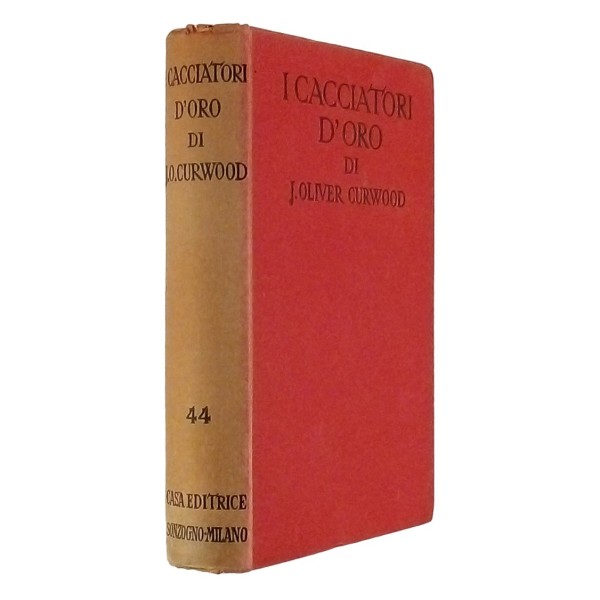 I CACCIATORI
D'ORO
DI
J.O.CURWOOD
44
CASA EDITRICE
SONZOGNO-MILANO
I CACCIATORI
D'ORO
DI
J. OLIVER CURWOOD